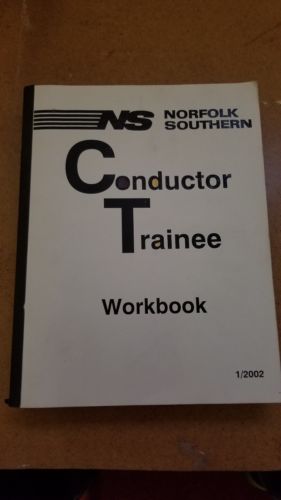 NS NORFOLK
SOUTHERN
Conductor
Trainee
Workbook
1/2002